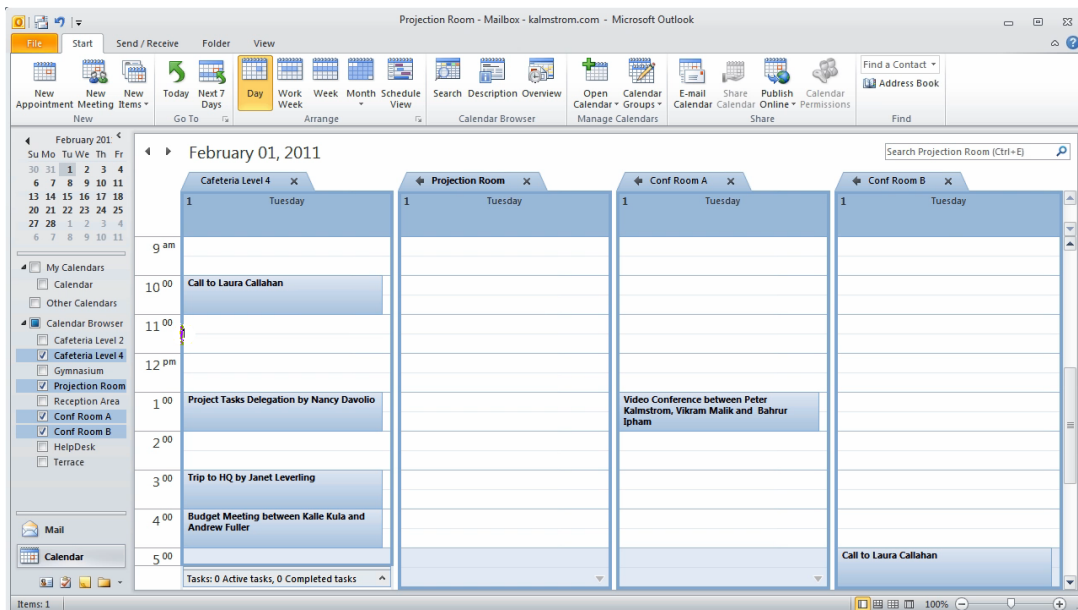 Projection Room - Mailbox - kalmstrom.com - Microsoft Outlook
File Start Send / Receive Folder View
New Appointment
New Meeting
New Items
New
Today
Next 7 Days
Go To
Day
Work Week
Week
Month
Schedule View
Arrange
Search
Description
Overview
Calendar Browser
Open Calendar
Calendar Groups
Manage Calendars
E-mail Calendar
Share Calendar
Publish Online
Calendar Permissions
Share
Find a Contact
Address Book
Find
February 201
Su Mo Tu We Th Fr
30 31 1 2 3 4
6 7 8 9 10 11
13 14 15 16 17 18
20 21 22 23 24 25
27 28 1 2 3 4
6 7 8 9 10 11
My Calendars
Calendar
Other Calendars
Calendar Browser
Cafeteria Level 2
Cafeteria Level 4
Gymnasium
Projection Room
Reception Area
Conf Room A
Conf Room B
HelpDesk
Terrace
Mail
Calendar
February 01, 2011
Search Projection Room (Ctrl+E)
Cafeteria Level 4
Projection Room
Conf Room A
Conf Room B
1 Tuesday
1 Tuesday
1 Tuesday
1 Tuesday
9 am
10 00
11 00
12 pm
1 00
2 00
3 00
4 00
5 00
Call to Laura Callahan
Project Tasks Delegation by Nancy Davolio
Trip to HQ by Janet Leverling
Budget Meeting between Kalle Kula and
Andrew Fuller
Tasks: 0 Active tasks, 0 Completed tasks
Video Conference between Peter
Kalmstrom, Vikram Malik and Bahrur
Ipham
Call to Laura Callahan
Items: 1
100%